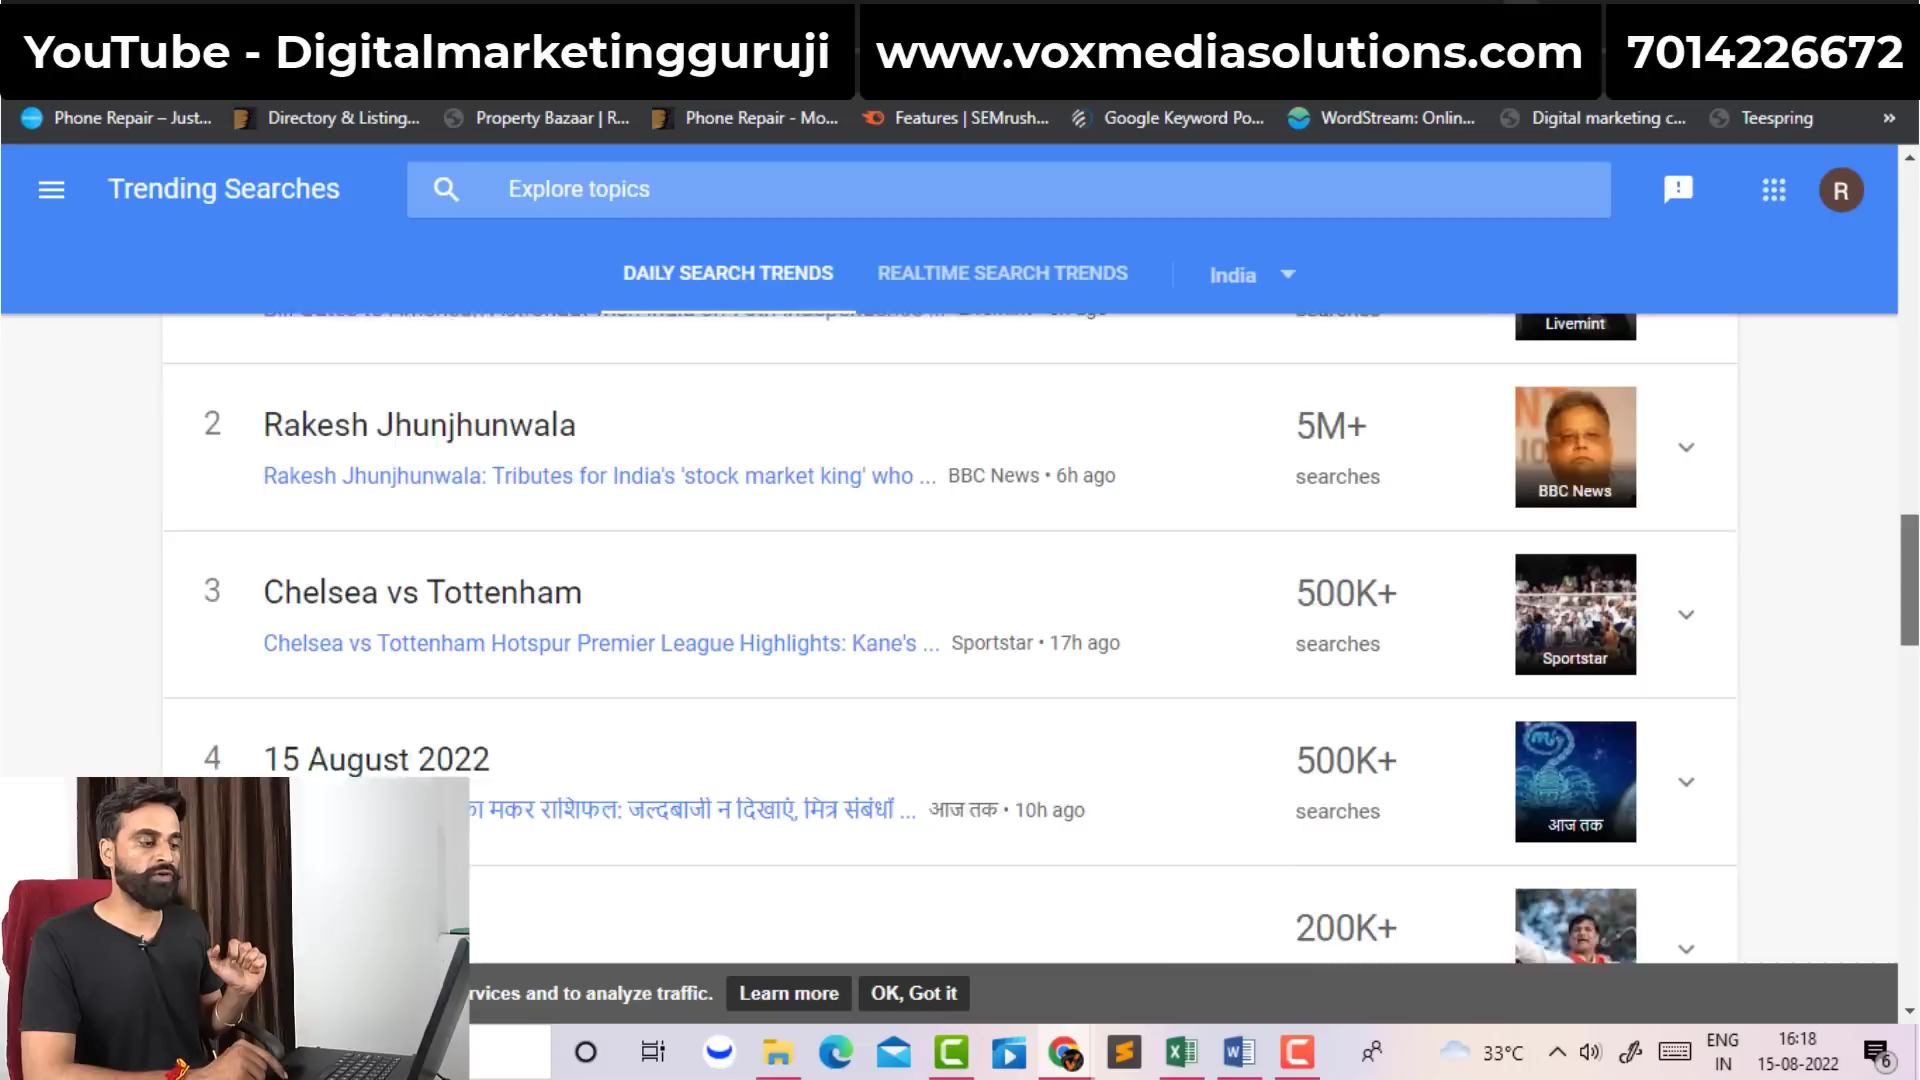 YouTube - Digitalmarketingguruji
www.voxmediasolutions.com
7014226672
Phone Repair – Just...
Directory & Listing...
Property Bazaar | R...
Phone Repair - Mo...
Features | SEMrush...
Google Keyword Po...
WordStream: Onlin...
Digital marketing c...
Teespring
»
Trending Searches
Explore topics
R
DAILY SEARCH TRENDS
REALTIME SEARCH TRENDS
India
Livemint
2
Rakesh Jhunjhunwala
Rakesh Jhunjhunwala: Tributes for India's 'stock market king' who ... BBC News • 6h ago
5M+
searches
BBC News
3
Chelsea vs Tottenham
Chelsea vs Tottenham Hotspur Premier League Highlights: Kane's ... Sportstar • 17h ago
500K+
searches
Sportstar
4
15 August 2022
मकर राशिफल: जल्दबाजी न दिखाएं, मित्र संबंधों ... आज तक • 10h ago
500K+
searches
आज तक
200K+
and to analyze traffic.
Learn more
OK, Got it
33°C
ENG
IN
16:18
15-08-2022
6